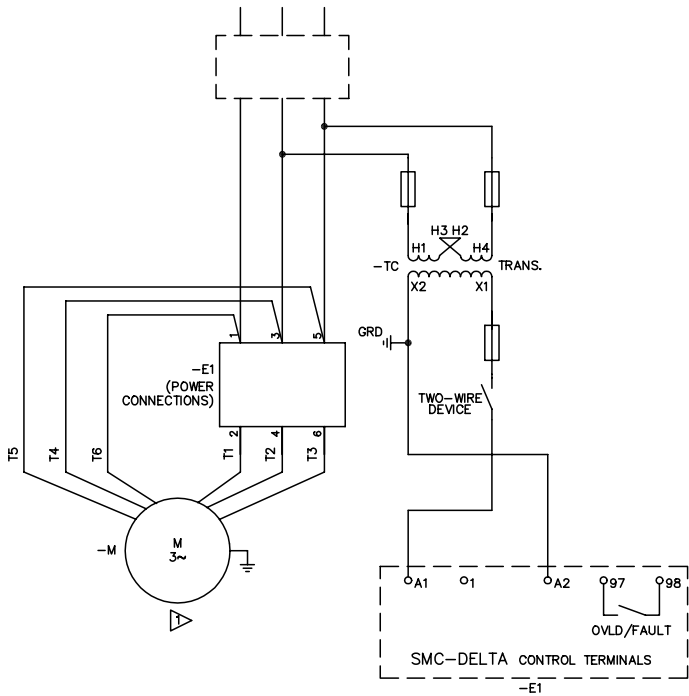 H3 H2
H1
H4
-TC
TRANS.
X2
X1
GRD
1
3
5
-E1
(POWER
CONNECTIONS)
TWO-WIRE
DEVICE
2
4
6
T5
T4
T6
T1
T2
T3
-M
M
3~
1
A1
1
A2
97
98
OVLD/FAULT
SMC-DELTA CONTROL TERMINALS
-E1